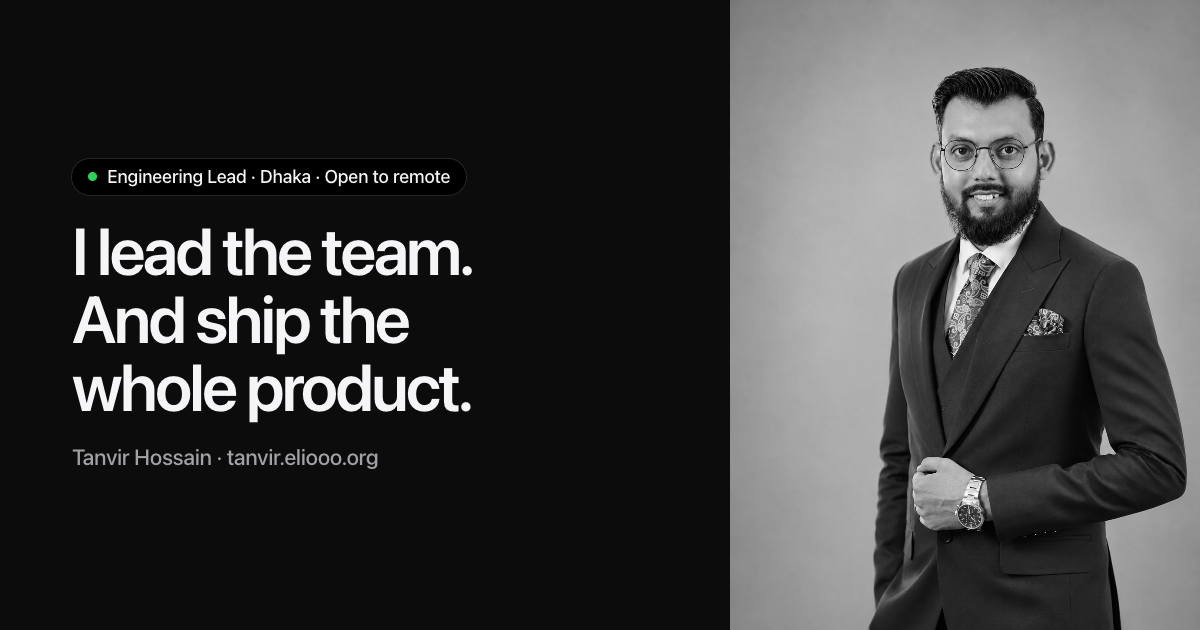 Engineering Lead · Dhaka · Open to remote
I lead the team.
And ship the
whole product.
Tanvir Hossain · tanvir.eliooo.org